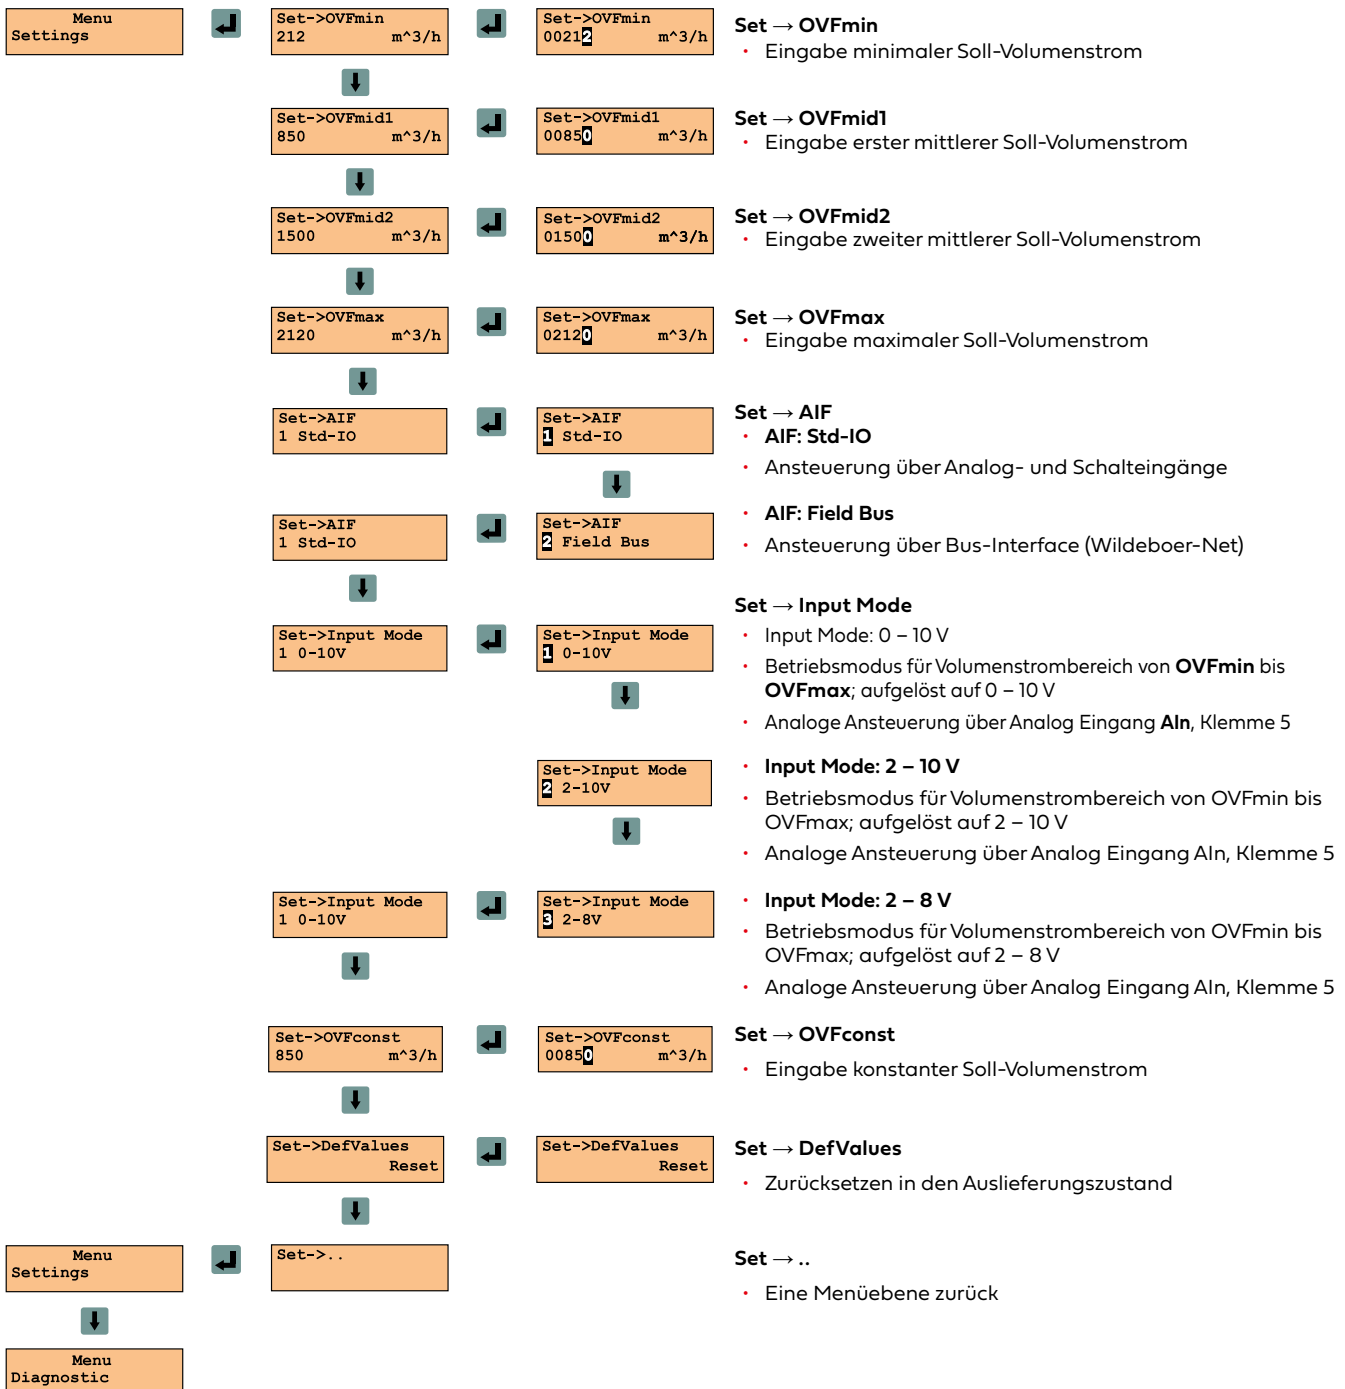 Menu
Settings
Set->OVFmin
212 m^3/h
Set->OVFmin
00212 m^3/h
Set → OVFmin
• Eingabe minimaler Soll-Volumenstrom
Set->OVFmid1
850 m^3/h
Set->OVFmid1
00850 m^3/h
Set → OVFmid1
• Eingabe erster mittlerer Soll-Volumenstrom
Set->OVFmid2
1500 m^3/h
Set->OVFmid2
01500 m^3/h
Set → OVFmid2
• Eingabe zweiter mittlerer Soll-Volumenstrom
Set->OVFmax
2120 m^3/h
Set->OVFmax
02120 m^3/h
Set → OVFmax
• Eingabe maximaler Soll-Volumenstrom
Set->AIF
1 Std-IO
Set->AIF
1 Std-IO
Set → AIF
• AIF: Std-IO
• Ansteuerung über Analog- und Schalteingänge
Set->AIF
1 Std-IO
Set->AIF
2 Field Bus
• AIF: Field Bus
• Ansteuerung über Bus-Interface (Wildeboer-Net)
Set->Input Mode
1 0-10V
Set->Input Mode
1 0-10V
Set → Input Mode
• Input Mode: 0 – 10 V
• Betriebsmodus für Volumenstrombereich von OVFmin bis
OVFmax; aufgelöst auf 0 – 10 V
• Analoge Ansteuerung über Analog Eingang AIn, Klemme 5
Set->Input Mode
2 2-10V
• Input Mode: 2 – 10 V
• Betriebsmodus für Volumenstrombereich von OVFmin bis
OVFmax; aufgelöst auf 2 – 10 V
• Analoge Ansteuerung über Analog Eingang AIn, Klemme 5
Set->Input Mode
1 0-10V
Set->Input Mode
3 2-8V
• Input Mode: 2 – 8 V
• Betriebsmodus für Volumenstrombereich von OVFmin bis
OVFmax; aufgelöst auf 2 – 8 V
• Analoge Ansteuerung über Analog Eingang AIn, Klemme 5
Set->OVFconst
850 m^3/h
Set->OVFconst
00850 m^3/h
Set → OVFconst
• Eingabe konstanter Soll-Volumenstrom
Set->DefValues
Reset
Set->DefValues
Reset
Set → DefValues
• Zurücksetzen in den Auslieferungszustand
Menu
Settings
Set->..
Set → ..
• Eine Menüebene zurück
Menu
Diagnostic